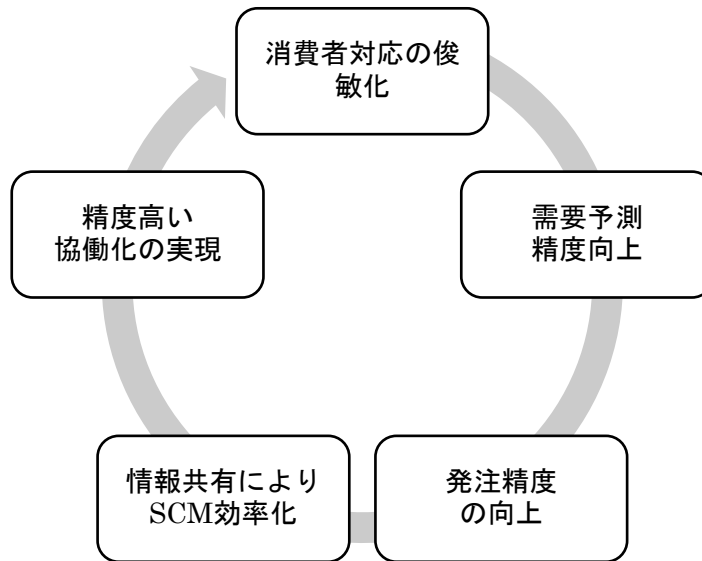 消費者対応の俊
敏化
需要予測
精度向上
発注精度
の向上
情報共有により
SCM効率化
精度高い
協働化の実現